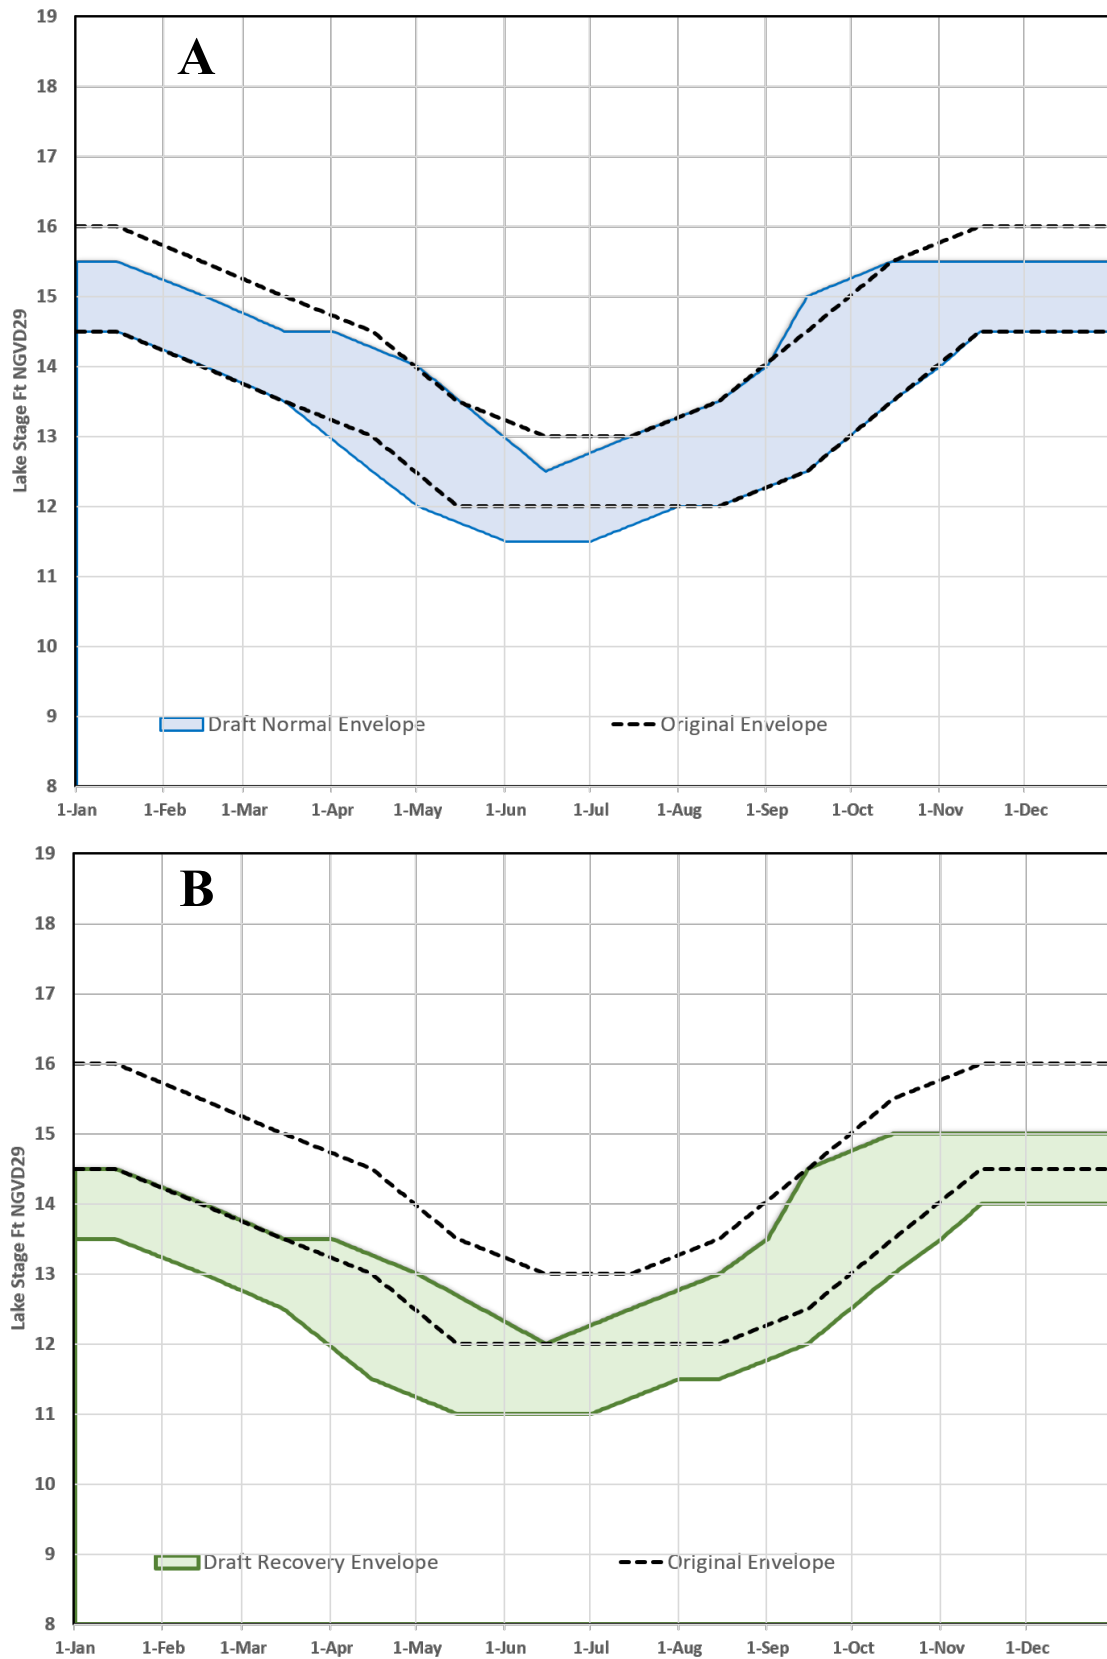 A
19
18
17
16
15
14
13
12
11
10
9
8
Lake Stage Ft NGVD29
Draft Normal Envelope
Original Envelope
1-Jan 1-Feb 1-Mar 1-Apr 1-May 1-Jun 1-Jul 1-Aug 1-Sep 1-Oct 1-Nov 1-Dec
B
19
18
17
16
15
14
13
12
11
10
9
8
Lake Stage Ft NGVD29
Draft Recovery Envelope
Original Envelope
1-Jan 1-Feb 1-Mar 1-Apr 1-May 1-Jun 1-Jul 1-Aug 1-Sep 1-Oct 1-Nov 1-Dec